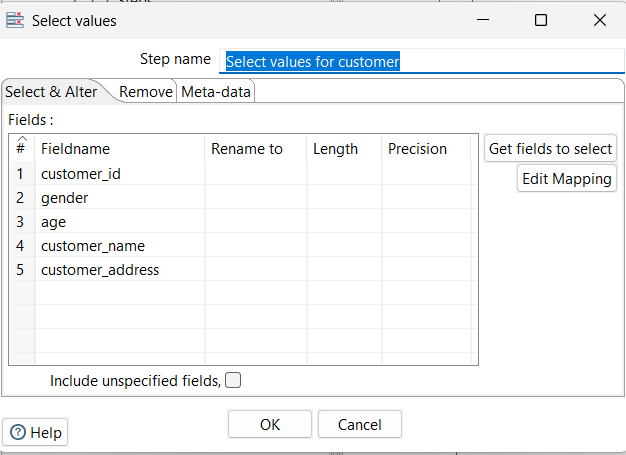 Select values
Step name Select values for customer
Select & Alter Remove Meta-data
Fields :
# Fieldname Rename to Length Precision
1 customer_id
2 gender
3 age
4 customer_name
5 customer_address
Get fields to select
Edit Mapping
Include unspecified fields,
Help
OK
Cancel